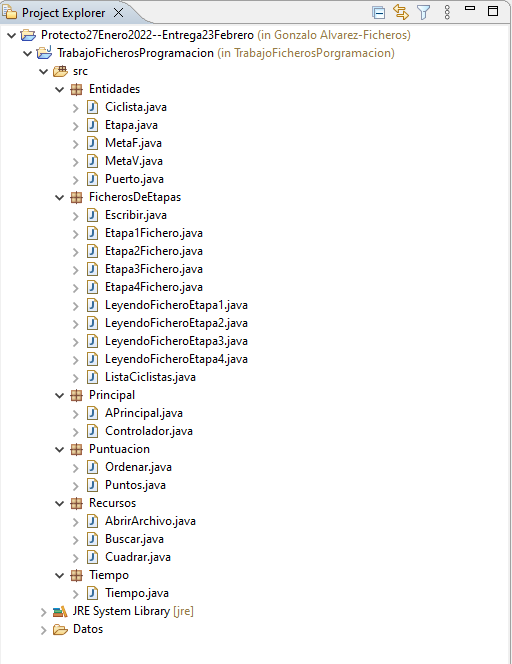 Project Explorer
Protecto27Enero2022--Entrega23Febrero (in Gonzalo Alvarez-Ficheros)
TrabajoFicherosProgramacion (in TrabajoFicherosPorgramacion)
src
Entidades
Ciclista.java
Etapa.java
MetaF.java
MetaV.java
Puerto.java
FicherosDeEtapas
Escribir.java
Etapa1Fichero.java
Etapa2Fichero.java
Etapa3Fichero.java
Etapa4Fichero.java
LeyendoFicheroEtapa1.java
LeyendoFicheroEtapa2.java
LeyendoFicheroEtapa3.java
LeyendoFicheroEtapa4.java
ListaCiclistas.java
Principal
APrincipal.java
Controlador.java
Puntuacion
Ordenar.java
Puntos.java
Recursos
AbrirArchivo.java
Buscar.java
Cuadrar.java
Tiempo
Tiempo.java
JRE System Library [jre]
Datos